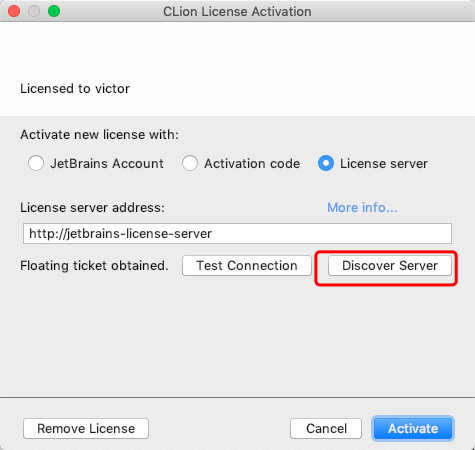 CLion License Activation
Licensed to victor
Activate new license with:
JetBrains Account Activation code License server
License server address: More info...
http://jetbrains-license-server
Floating ticket obtained. Test Connection Discover Server
Remove License Cancel Activate